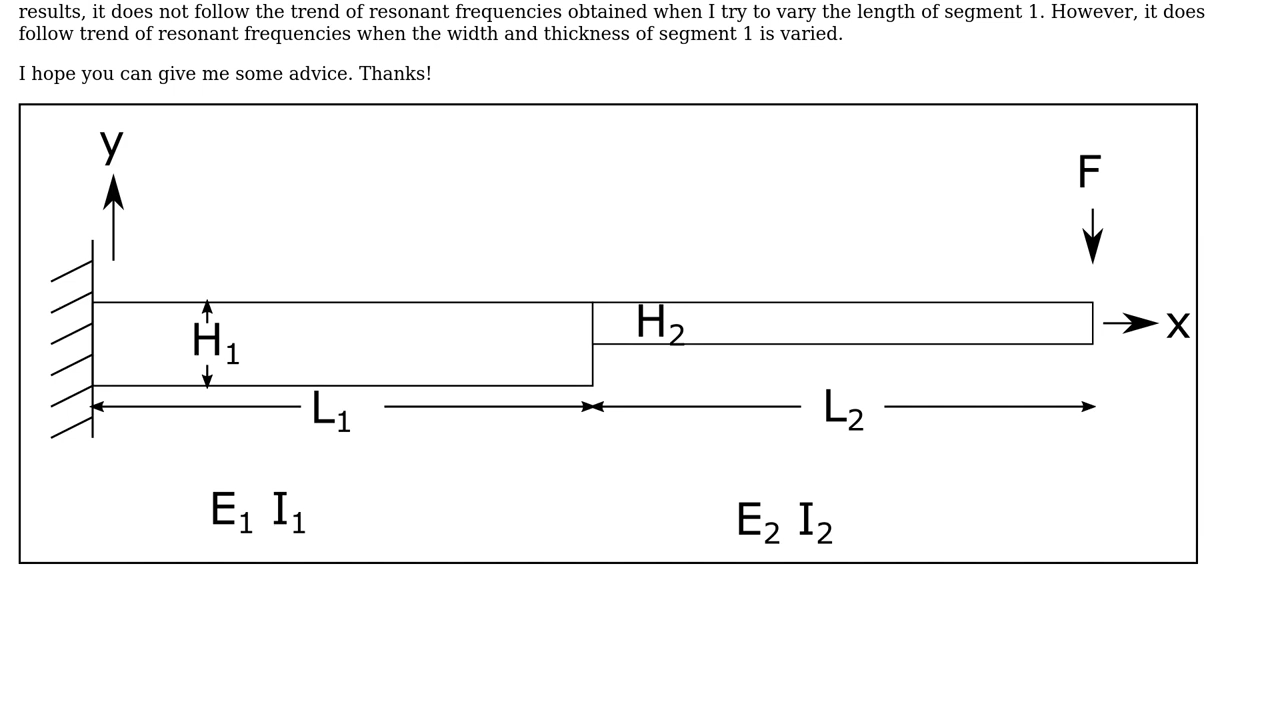 results, it does not follow the trend of resonant frequencies obtained when I try to vary the length of segment 1. However, it does
follow trend of resonant frequencies when the width and thickness of segment 1 is varied.
I hope you can give me some advice. Thanks!
y
F
H₁
H₂
x
L₁
L₂
E₁ I₁
E₂ I₂